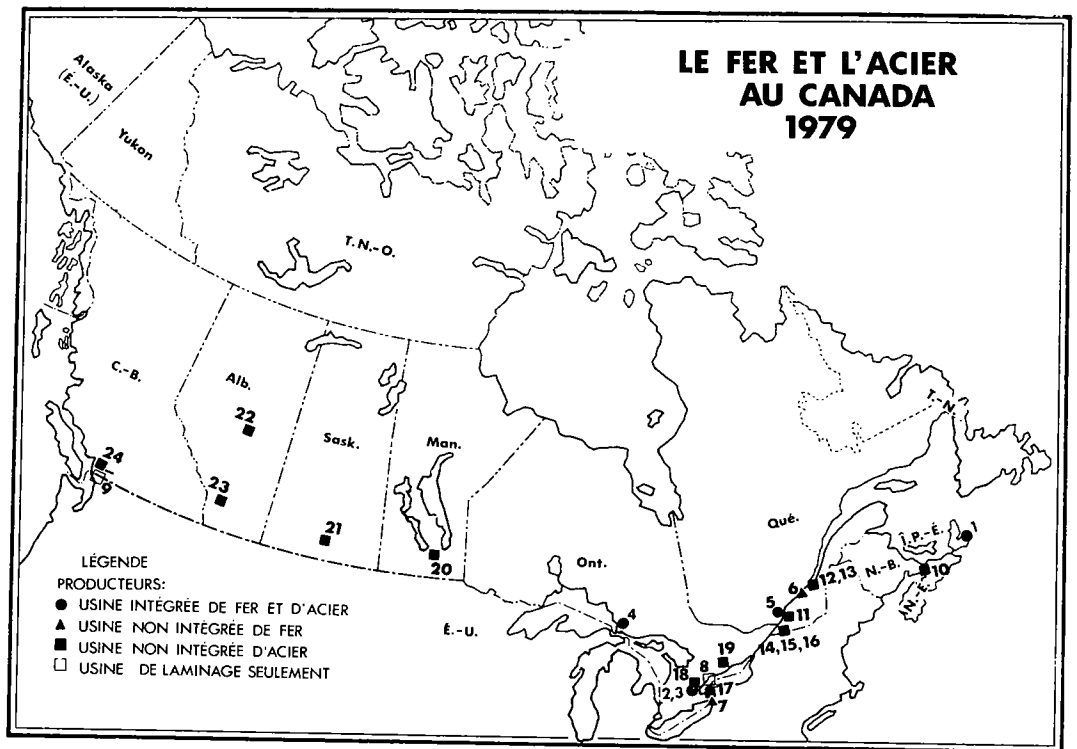 LE FER ET L'ACIER
AU CANADA
1979
Alaska
(É.-U.)
Yukon
T.N.-O.
C.-B.
Alb.
22
Sask.
Man.
24
9
23
21
20
Qué.
T.-N.
Î.P.-É.
1
N.-B.
10
N.-É.
Ont.
É.-U.
4
6
12,13
5
11
14,15,16
19
8
18
2,3
17
7
LÉGENDE
PRODUCTEURS:
USINE INTÉGRÉE DE FER ET D'ACIER
USINE NON INTÉGRÉE DE FER
USINE NON INTÉGRÉE D'ACIER
USINE DE LAMINAGE SEULEMENT